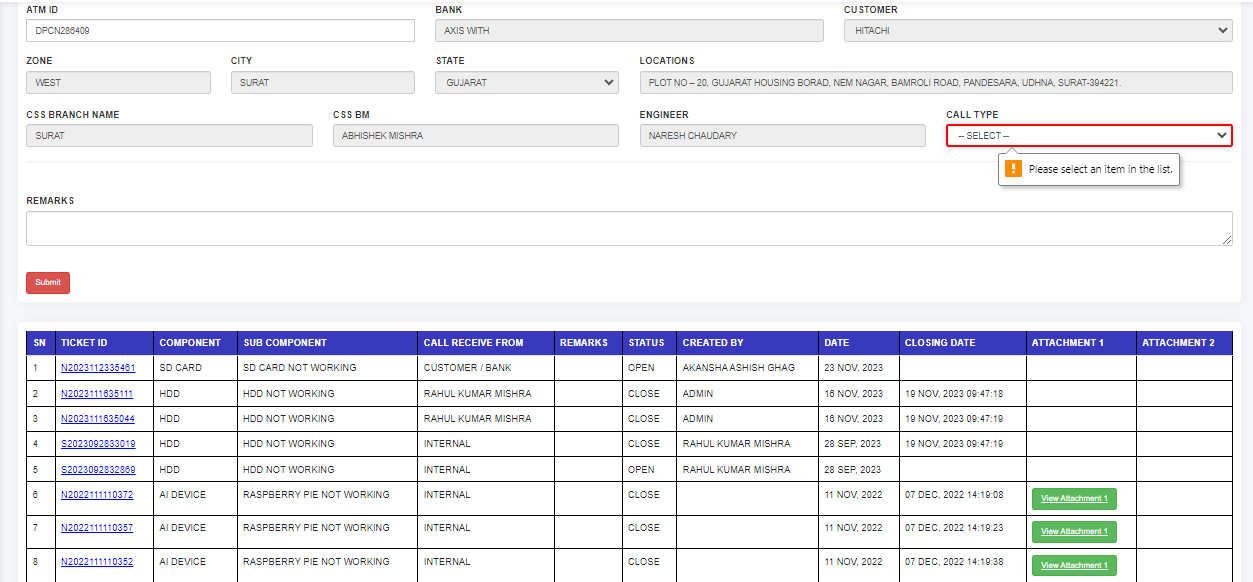 ATM ID BANK CUSTOMER
DPCN286409 AXIS WITH HITACHI
ZONE CITY STATE LOCATIONS
WEST SURAT GUJARAT PLOT NO – 20, GUJARAT HOUSING BORAD, NEM NAGAR, BAMROLI ROAD, PANDESARA, UDHNA, SURAT-394221.
CSS BRANCH NAME CSS BM ENGINEER CALL TYPE
SURAT ABHISHEK MISHRA NARESH CHAUDARY -- SELECT --
! Please select an item in the list.
REMARKS
Submit
SN TICKET ID COMPONENT SUB COMPONENT CALL RECEIVE FROM REMARKS STATUS CREATED BY DATE CLOSING DATE ATTACHMENT 1 ATTACHMENT 2
1 N2023112335461 SD CARD SD CARD NOT WORKING CUSTOMER / BANK OPEN AKANSHA ASHISH GHAG 23 NOV, 2023
2 N2023111635111 HDD HDD NOT WORKING RAHUL KUMAR MISHRA CLOSE ADMIN 16 NOV, 2023 19 NOV, 2023 09:47:18
3 N2023111635044 HDD HDD NOT WORKING RAHUL KUMAR MISHRA CLOSE ADMIN 16 NOV, 2023 19 NOV, 2023 09:47:19
4 S2023092833019 HDD HDD NOT WORKING INTERNAL CLOSE RAHUL KUMAR MISHRA 28 SEP, 2023 19 NOV, 2023 09:47:19
5 S2023092832869 HDD HDD NOT WORKING INTERNAL OPEN RAHUL KUMAR MISHRA 28 SEP, 2023
6 N2022111110372 AI DEVICE RASPBERRY PIE NOT WORKING INTERNAL CLOSE 11 NOV, 2022 07 DEC, 2022 14:19:08 View Attachment 1
7 N2022111110357 AI DEVICE RASPBERRY PIE NOT WORKING INTERNAL CLOSE 11 NOV, 2022 07 DEC, 2022 14:19:23 View Attachment 1
8 N2022111110352 AI DEVICE RASPBERRY PIE NOT WORKING INTERNAL CLOSE 11 NOV, 2022 07 DEC, 2022 14:19:38 View Attachment 1